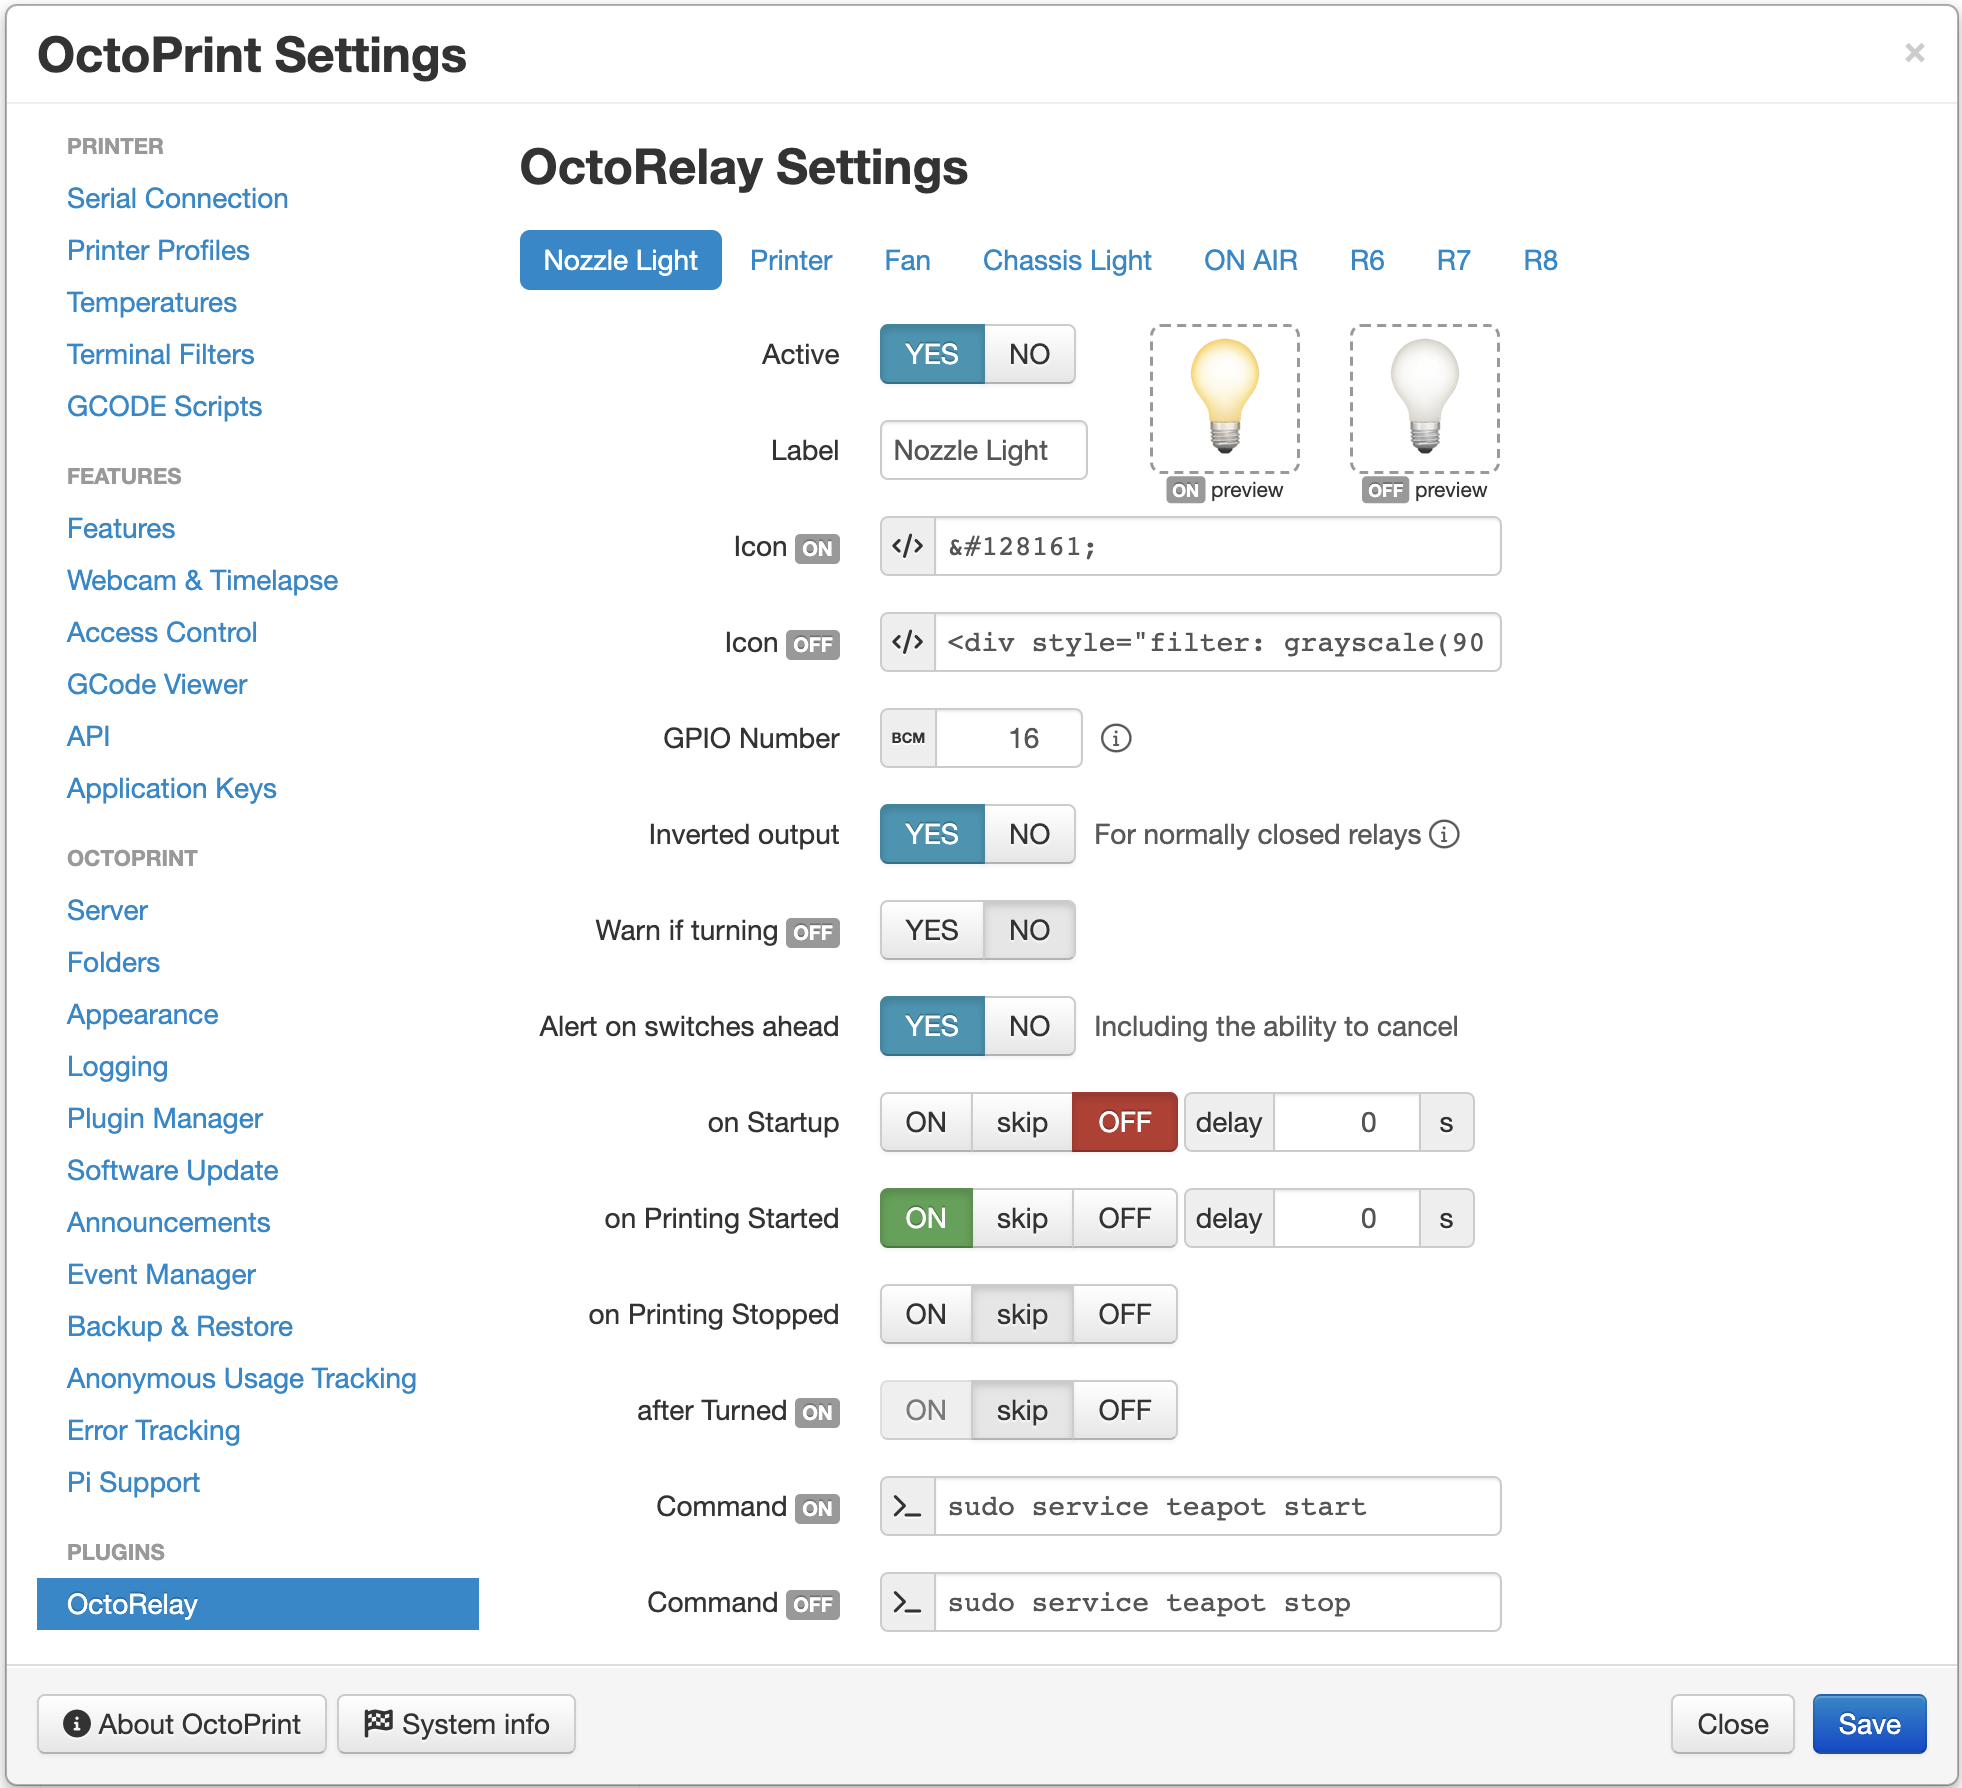 OctoPrint Settings
×
PRINTER
Serial Connection
Printer Profiles
Temperatures
Terminal Filters
GCODE Scripts
FEATURES
Features
Webcam & Timelapse
Access Control
GCode Viewer
API
Application Keys
OCTOPRINT
Server
Folders
Appearance
Logging
Plugin Manager
Software Update
Announcements
Event Manager
Backup & Restore
Anonymous Usage Tracking
Error Tracking
Pi Support
PLUGINS
OctoRelay
OctoRelay Settings
Nozzle Light Printer Fan Chassis Light ON AIR R6 R7 R8
Active YES NO
Label Nozzle Light
ON preview OFF preview
Icon ON </> &#128161;
Icon OFF </> <div style="filter: grayscale(90
GPIO Number BCM 16
Inverted output YES NO For normally closed relays
Warn if turning OFF YES NO
Alert on switches ahead YES NO Including the ability to cancel
on Startup ON skip OFF delay 0 s
on Printing Started ON skip OFF delay 0 s
on Printing Stopped ON skip OFF
after Turned ON ON skip OFF
Command ON >_ sudo service teapot start
Command OFF >_ sudo service teapot stop
About OctoPrint System info Close Save